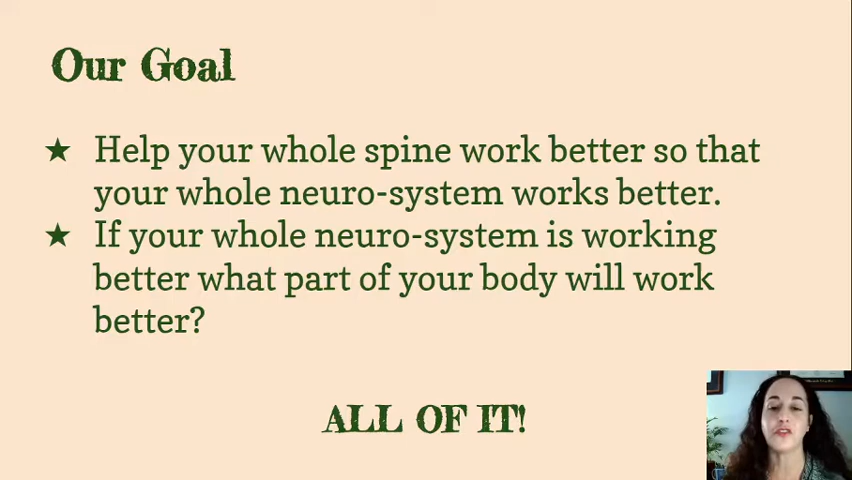 Our Goal
★ Help your whole spine work better so that
your whole neuro-system works better.
★ If your whole neuro-system is working
better what part of your body will work
better?
ALL OF IT!